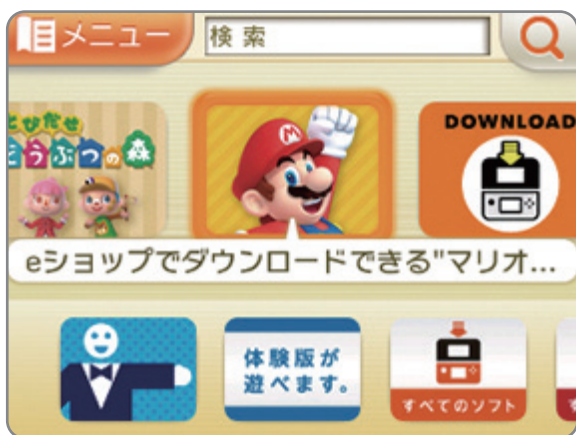 メニュー
検索
とびだせ
どうぶつの森
M
DOWNLOAD
eショップでダウンロードできる"マリオ...
体験版が
遊べます。
すべてのソフト
す